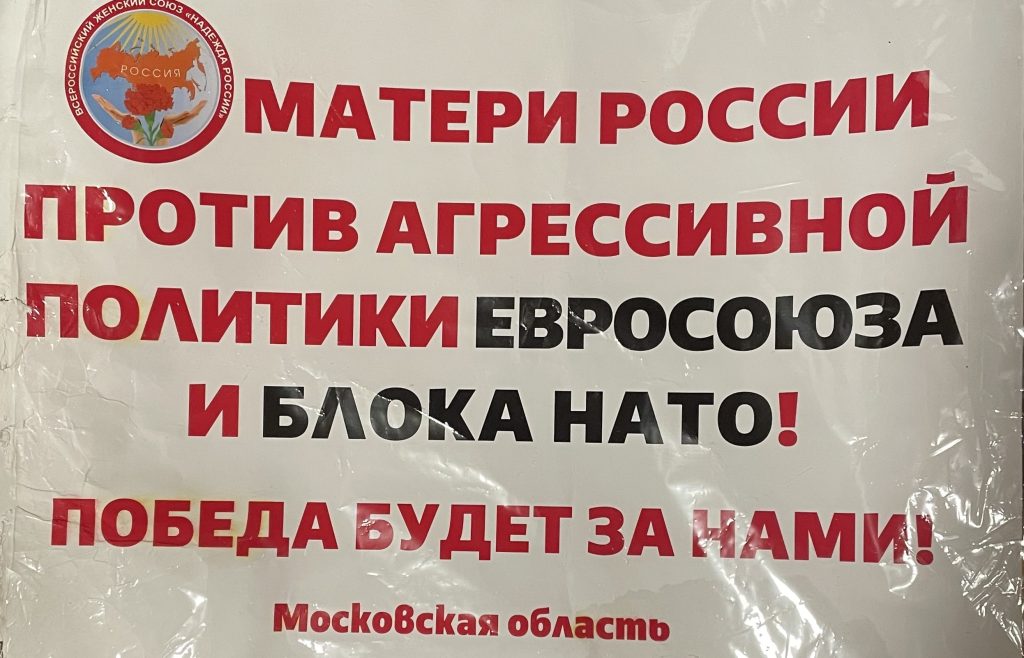 ВСЕРОССИЙСКИЙ ЖЕНСКИЙ СОЮЗ «НАДЕЖДА РОССИИ»
РОССИЯ
МАТЕРИ РОССИИ
ПРОТИВ АГРЕССИВНОЙ
ПОЛИТИКИ ЕВРОСОЮЗА
И БЛОКА НАТО!
ПОБЕДА БУДЕТ ЗА НАМИ!
Московская область